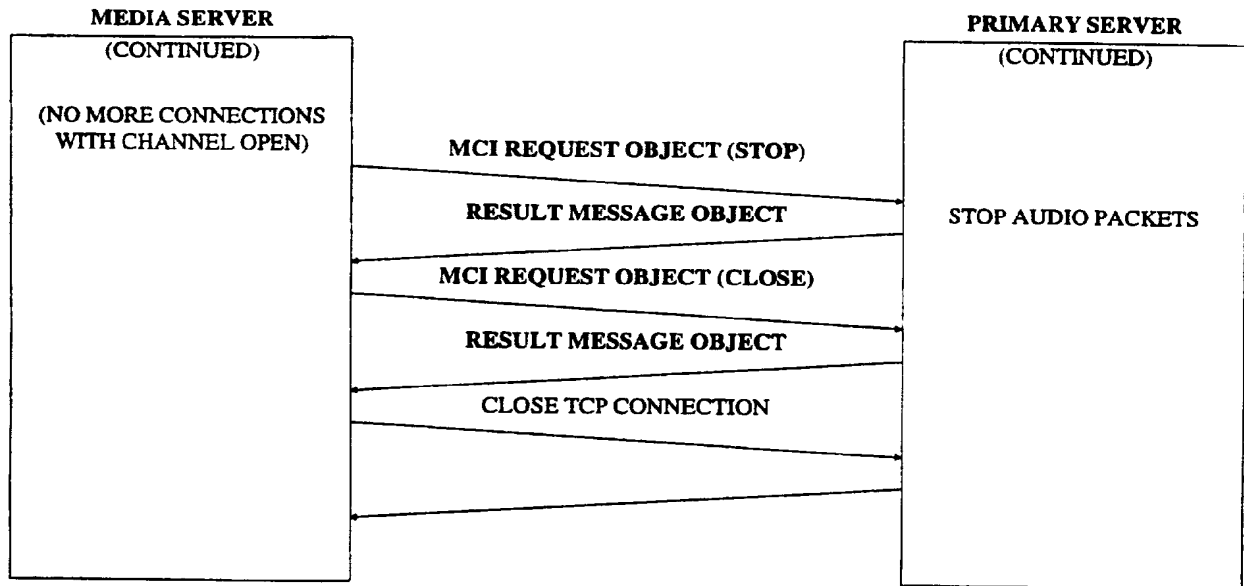 MEDIA SERVER
(CONTINUED)
(NO MORE CONNECTIONS
WITH CHANNEL OPEN)
PRIMARY SERVER
(CONTINUED)
MCI REQUEST OBJECT (STOP)
RESULT MESSAGE OBJECT
STOP AUDIO PACKETS
MCI REQUEST OBJECT (CLOSE)
RESULT MESSAGE OBJECT
CLOSE TCP CONNECTION